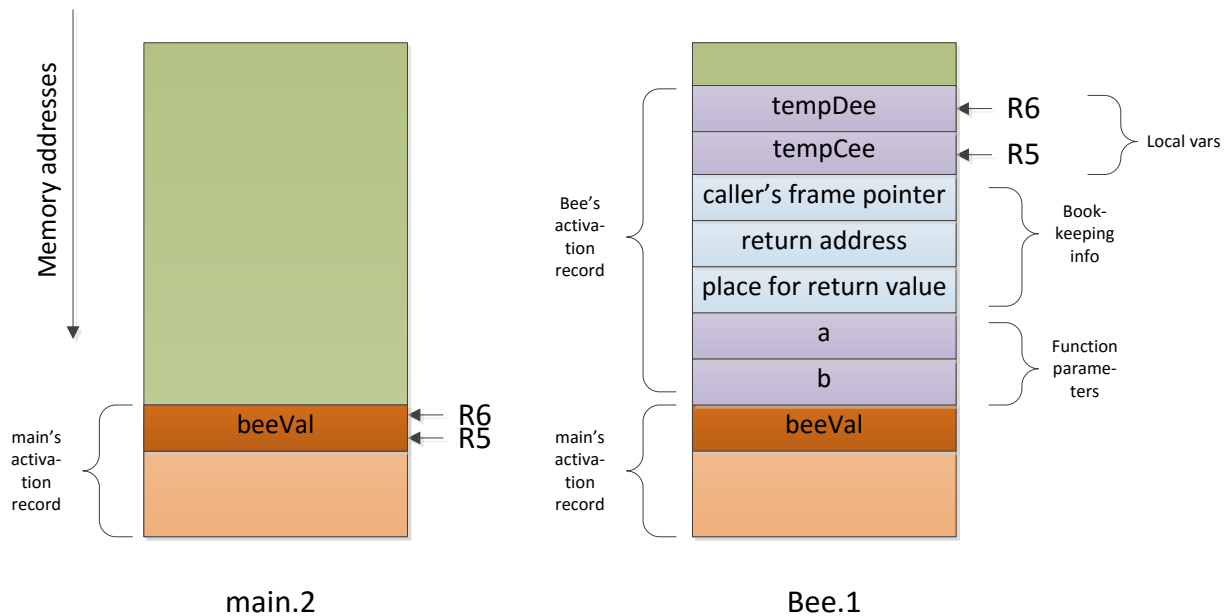 Memory addresses
beeVal
R6
R5
main's
activa-
tion
record
main.2
tempDee
R6
tempCee
R5
Local vars
caller's frame pointer
return address
place for return value
Book-
keeping
info
Bee's
activa-
tion
record
a
b
Function
parame-
ters
beeVal
main's
activa-
tion
record
Bee.1